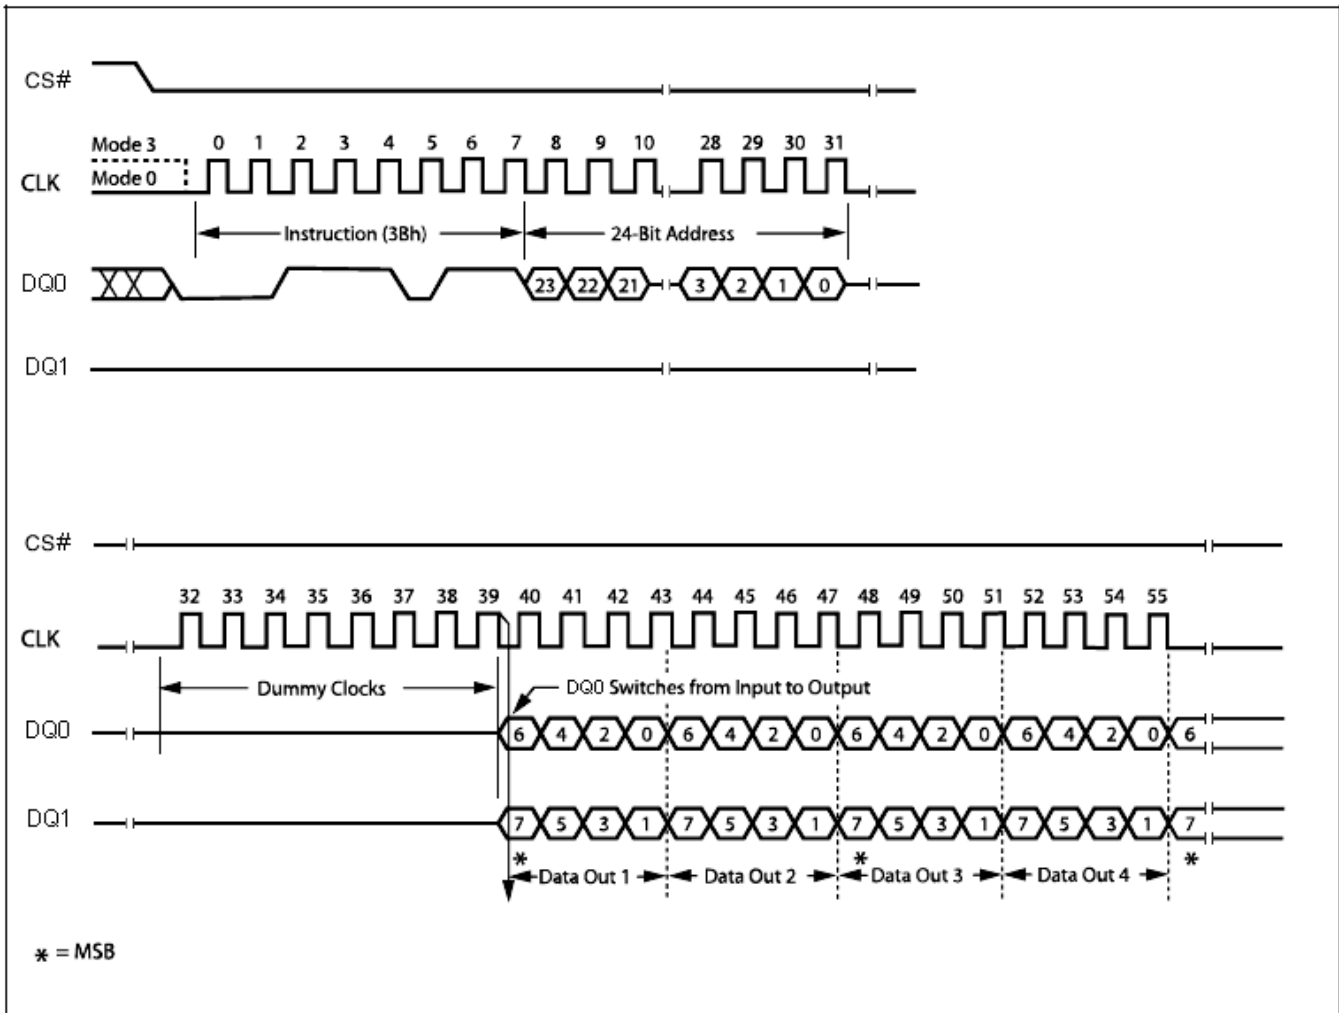 CS#
Mode 3
0 1 2 3 4 5 6 7 8 9 10 28 29 30 31
CLK
Mode 0
Instruction (3Bh) 24-Bit Address
DQ0 23 22 21 3 2 1 0
DQ1
CS#
32 33 34 35 36 37 38 39 40 41 42 43 44 45 46 47 48 49 50 51 52 53 54 55
CLK
Dummy Clocks DQ0 Switches from Input to Output
DQ0 6 4 2 0 6 4 2 0 6 4 2 0 6 4 2 0 6
DQ1 7 5 3 1 7 5 3 1 7 5 3 1 7 5 3 1 7
* * *
Data Out 1 Data Out 2 Data Out 3 Data Out 4
* = MSB